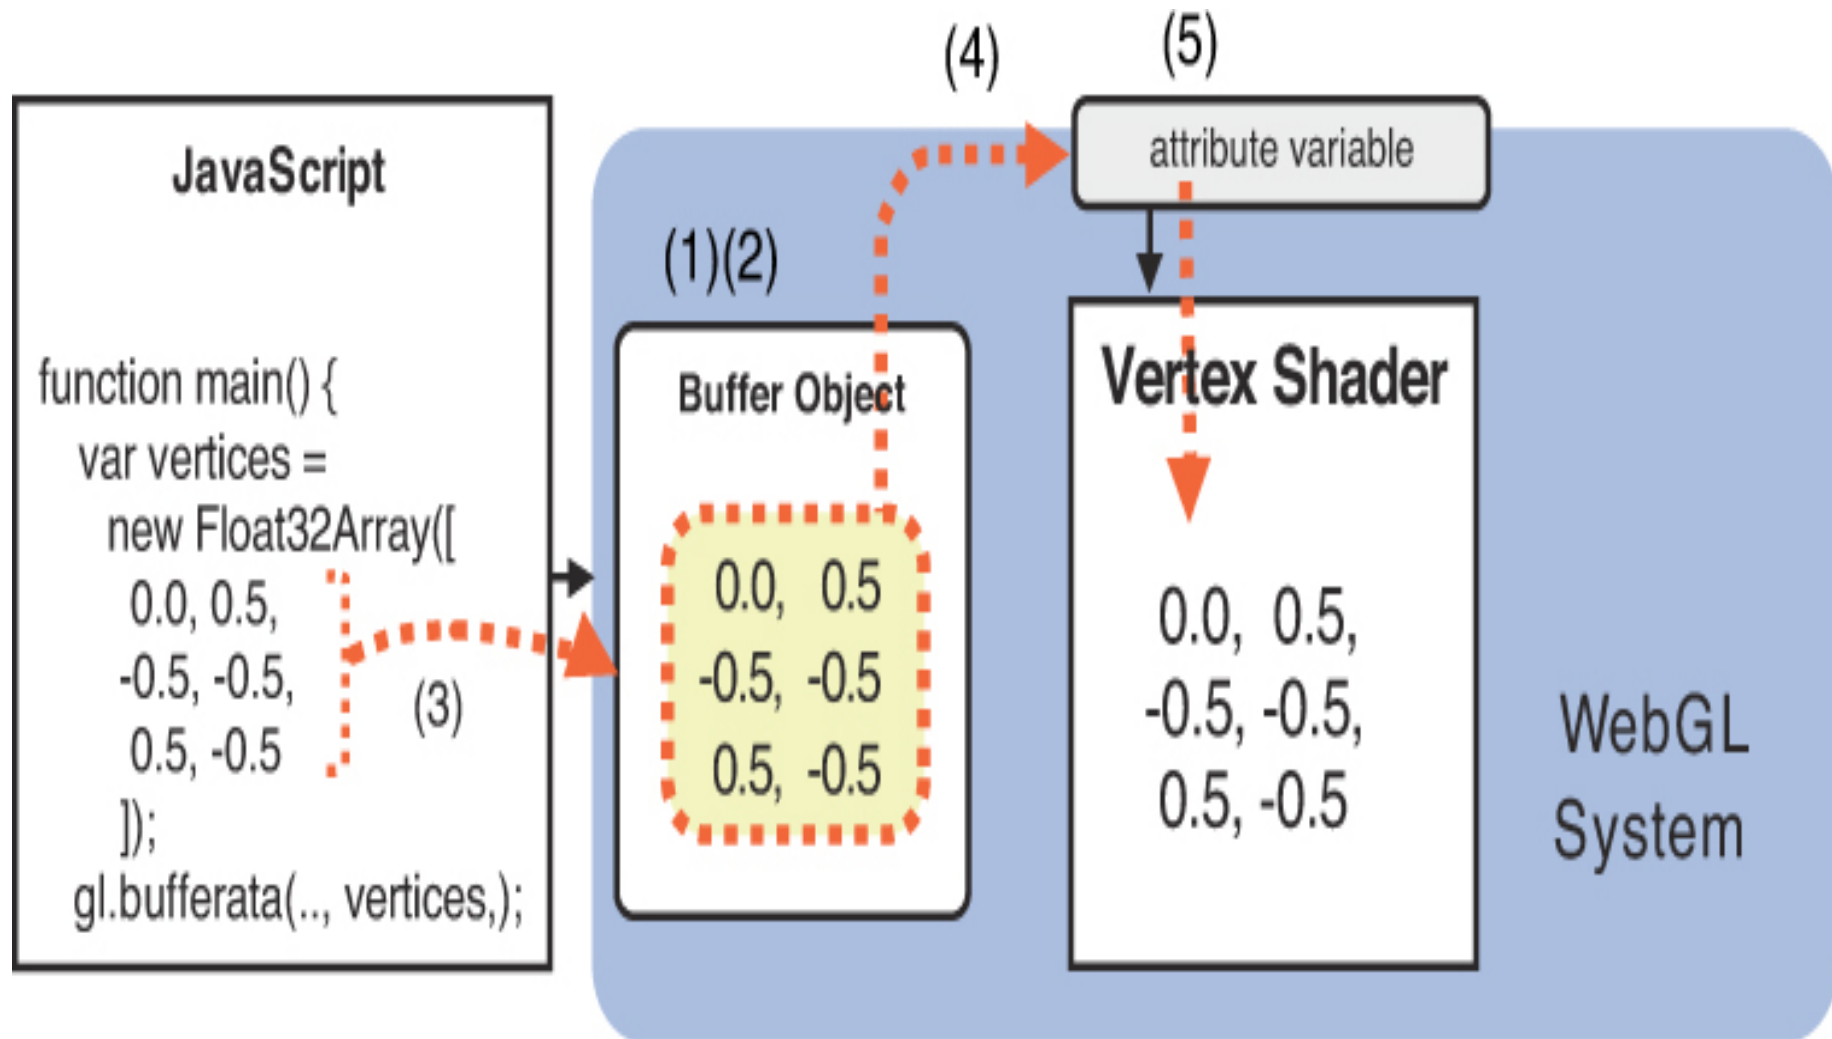 JavaScript
function main() {
var vertices =
new Float32Array([
0.0, 0.5,
-0.5, -0.5,
0.5, -0.5
]);
gl.bufferata(.., vertices,);
(3)
(1)(2)
Buffer Object
0.0, 0.5
-0.5, -0.5
0.5, -0.5
(4)
(5)
attribute variable
Vertex Shader
0.0, 0.5,
-0.5, -0.5,
0.5, -0.5
WebGL
System